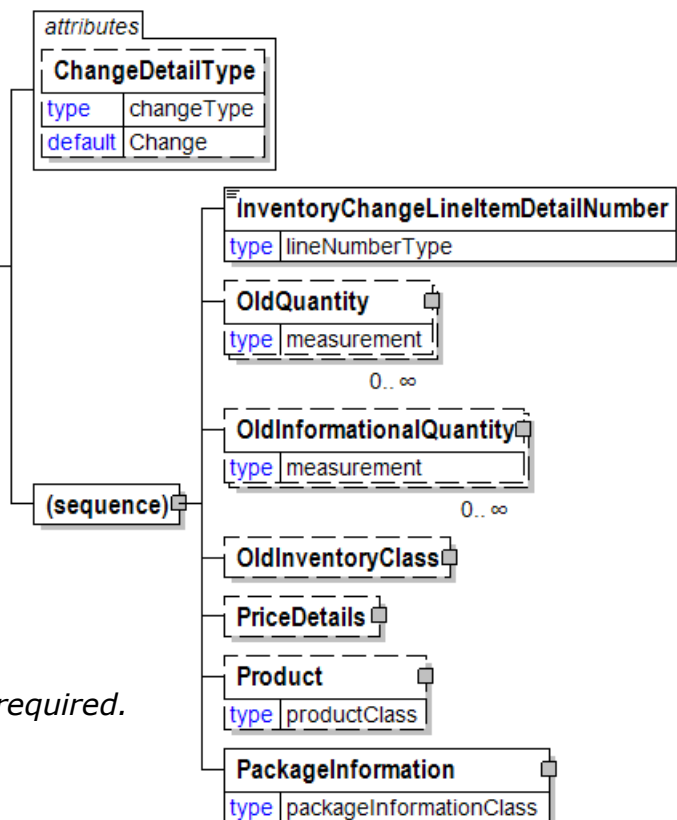 attributes
ChangeDetailType
type changeType
default Change
InventoryChangeLineItemDetailNumber
type lineNumberType
OldQuantity
type measurement
0.. ∞
OldInformationalQuantity
type measurement
0.. ∞
(sequence)
OldInventoryClass
PriceDetails
Product
type productClass
required.
PackageInformation
type packageInformationClass